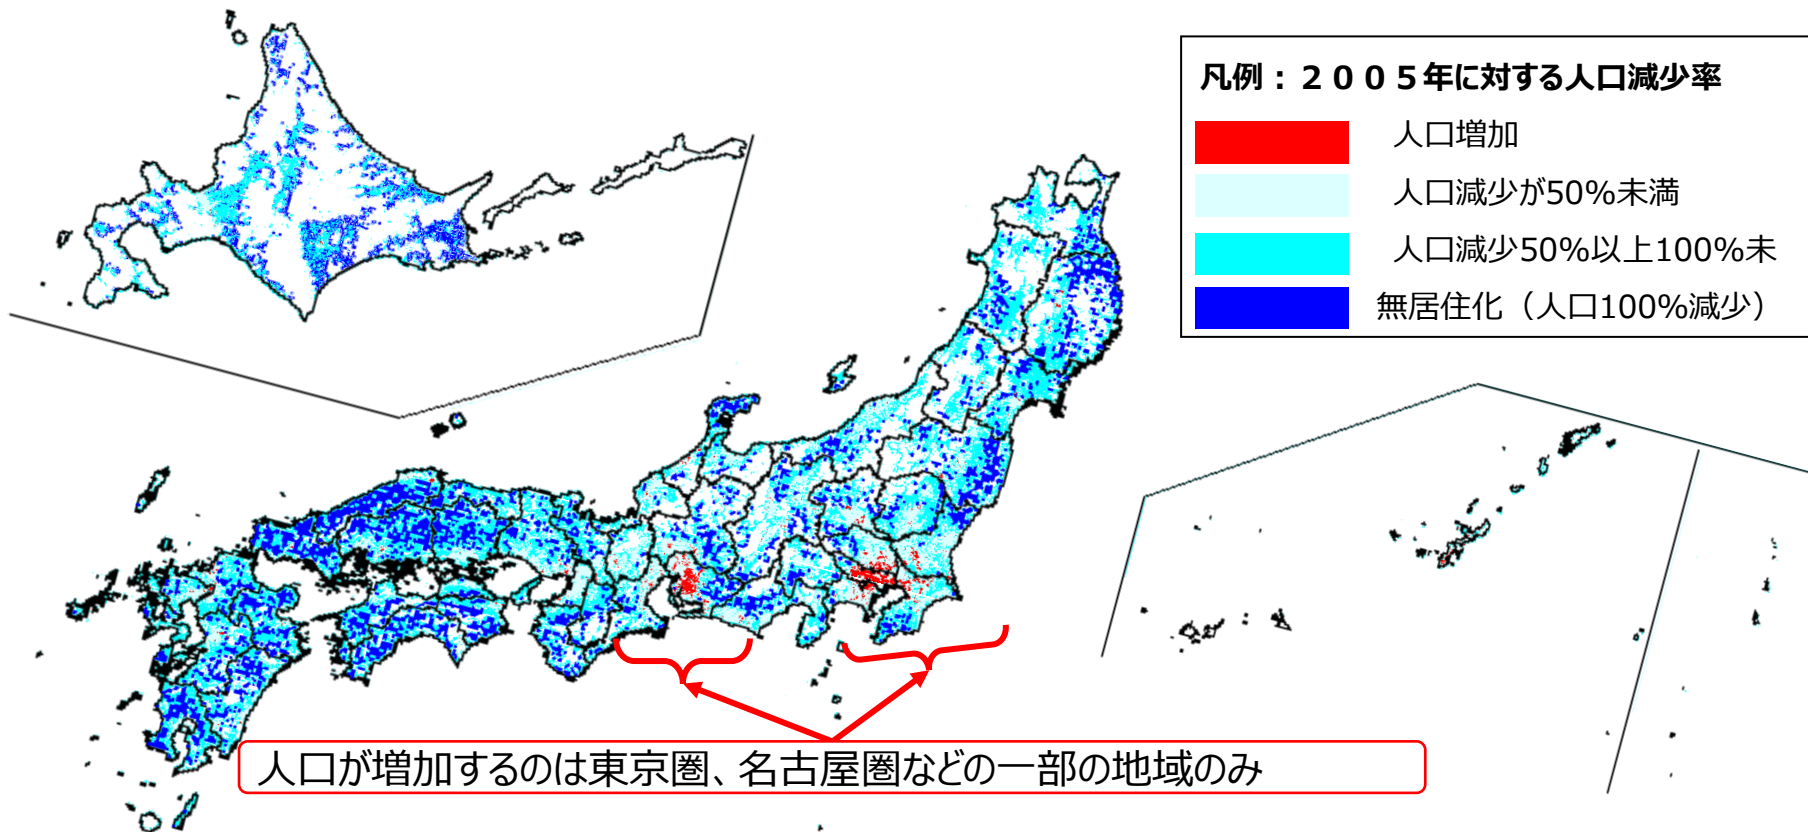 凡例：２００５年に対する人口減少率
人口増加
人口減少が50%未満
人口減少50%以上100%未
無居住化（人口100%減少）
人口が増加するのは東京圏、名古屋圏などの一部の地域のみ